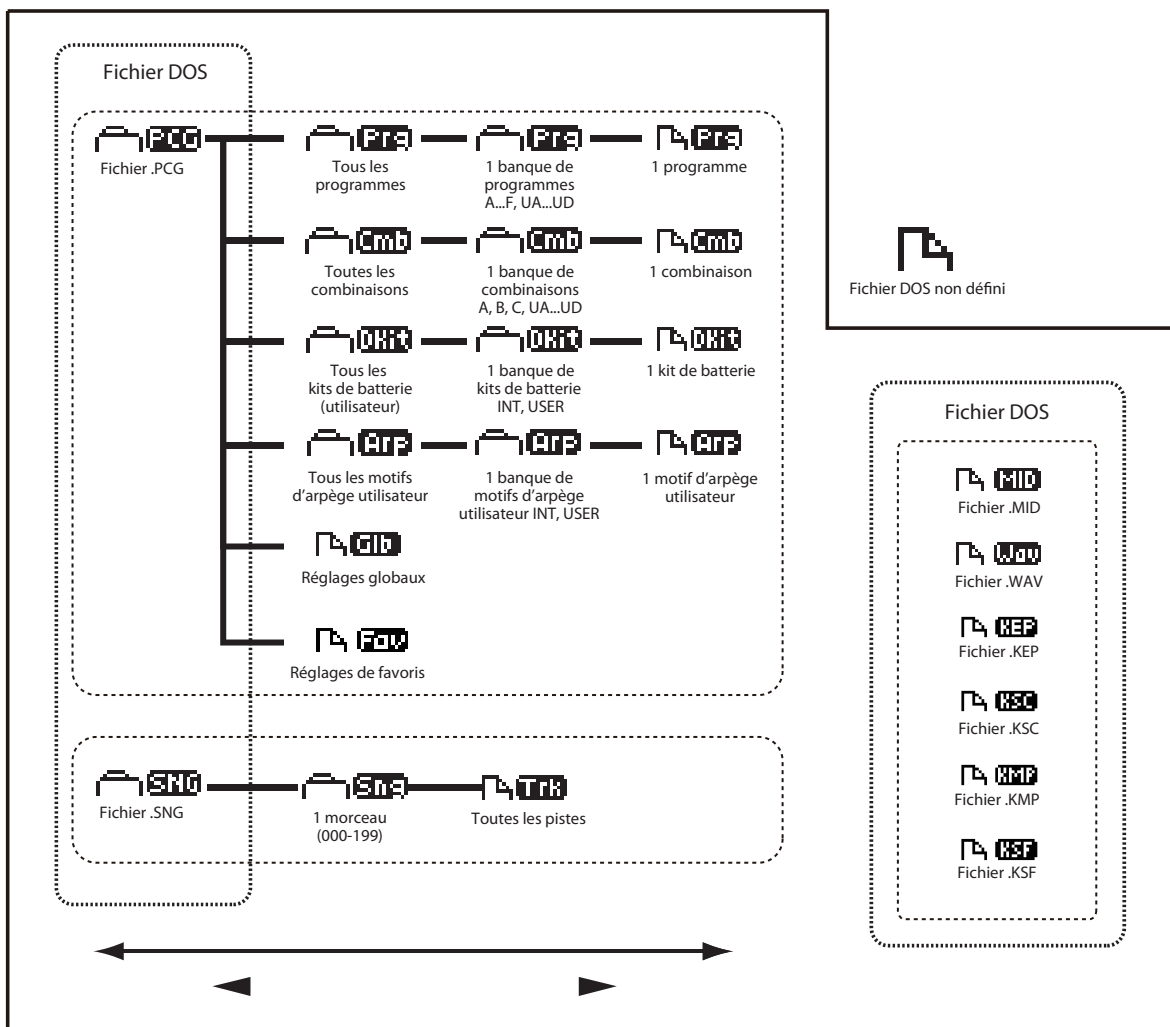 Fichier DOS
PCG
Fichier .PCG
Prg
Tous les
programmes
Prg
1 banque de
programmes
A...F, UA...UD
Prg
1 programme
Cmb
Toutes les
combinaisons
Cmb
1 banque de
combinaisons
A, B, C, UA...UD
Cmb
1 combinaison
DKit
Tous les
kits de batterie
(utilisateur)
DKit
1 banque de
kits de batterie
INT, USER
DKit
1 kit de batterie
Arp
Tous les motifs
d'arpège utilisateur
Arp
1 banque de
motifs d'arpège
utilisateur INT, USER
Arp
1 motif d'arpège
utilisateur
Glb
Réglages globaux
Fav
Réglages de favoris
SNG
Fichier .SNG
Sng
1 morceau
(000-199)
Trk
Toutes les pistes
Fichier DOS non défini
Fichier DOS
MID
Fichier .MID
Wav
Fichier .WAV
KEP
Fichier .KEP
KSC
Fichier .KSC
KMP
Fichier .KMP
KSF
Fichier .KSF